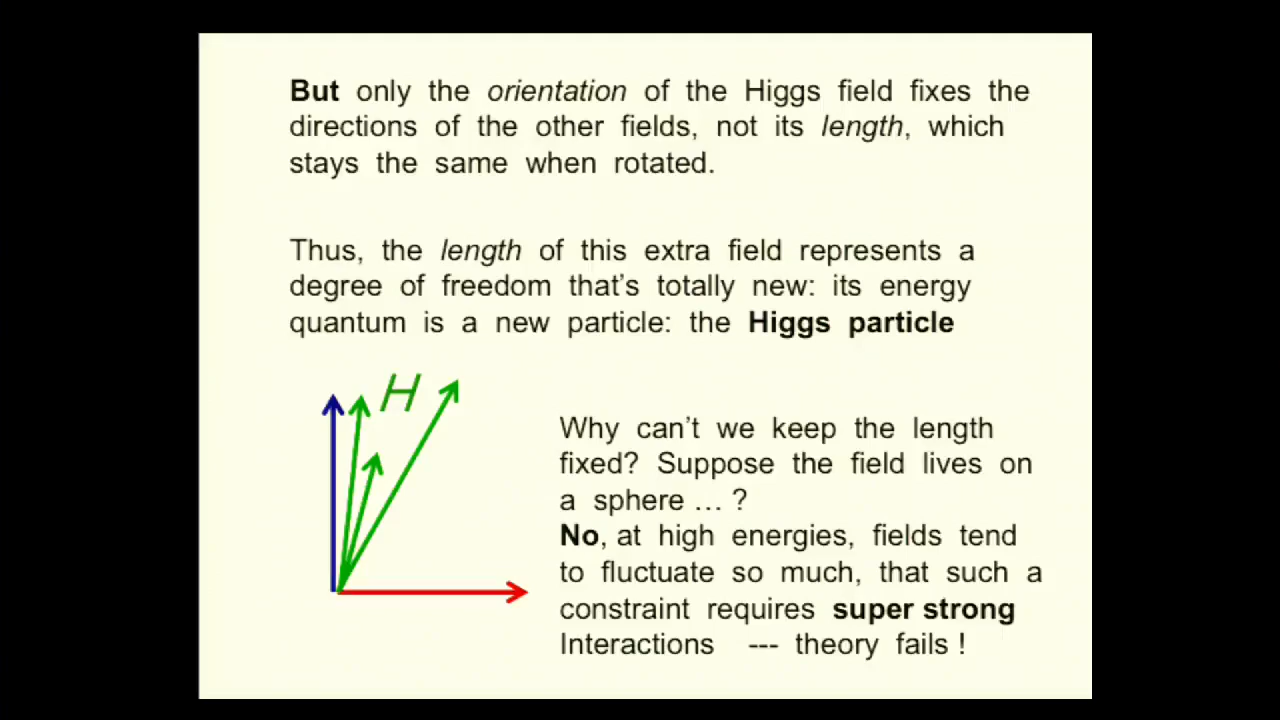 But only the orientation of the Higgs field fixes the
directions of the other fields, not its length, which
stays the same when rotated.
Thus, the length of this extra field represents a
degree of freedom that's totally new: its energy
quantum is a new particle: the Higgs particle
H
Why can't we keep the length
fixed? Suppose the field lives on
a sphere … ?
No, at high energies, fields tend
to fluctuate so much, that such a
constraint requires super strong
Interactions --- theory fails !